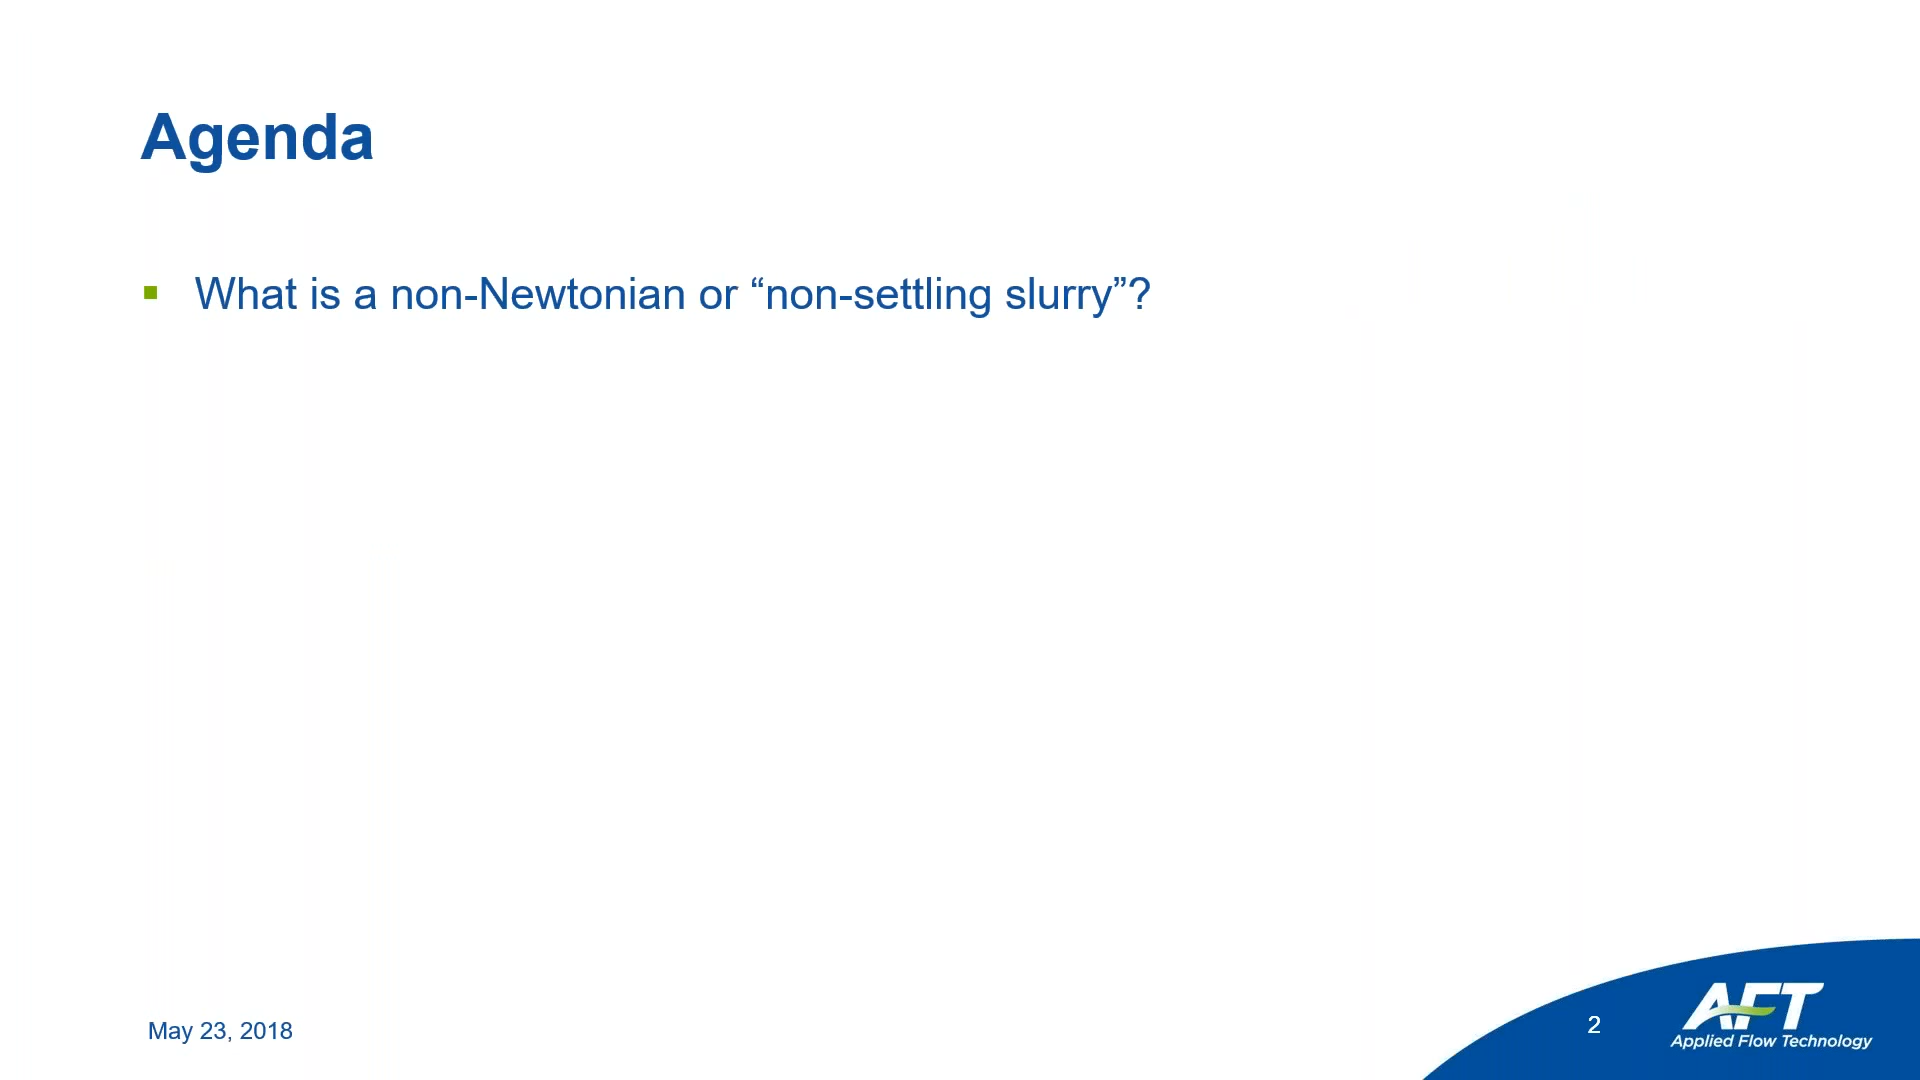 Agenda
▪ What is a non-Newtonian or “non-settling slurry”?
May 23, 2018
2
AFT
Applied Flow Technology